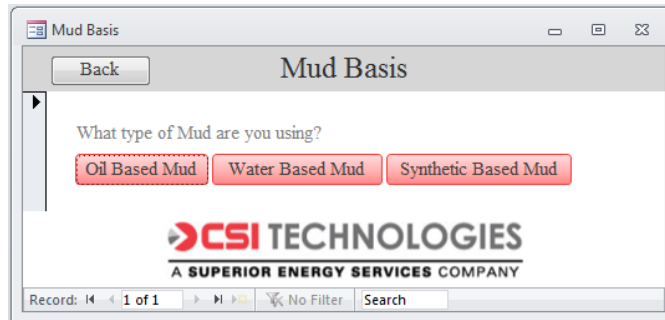 Mud Basis
Back
Mud Basis
What type of Mud are you using?
Oil Based Mud Water Based Mud Synthetic Based Mud
CSI TECHNOLOGIES
A SUPERIOR ENERGY SERVICES COMPANY
Record: 1 of 1 No Filter Search